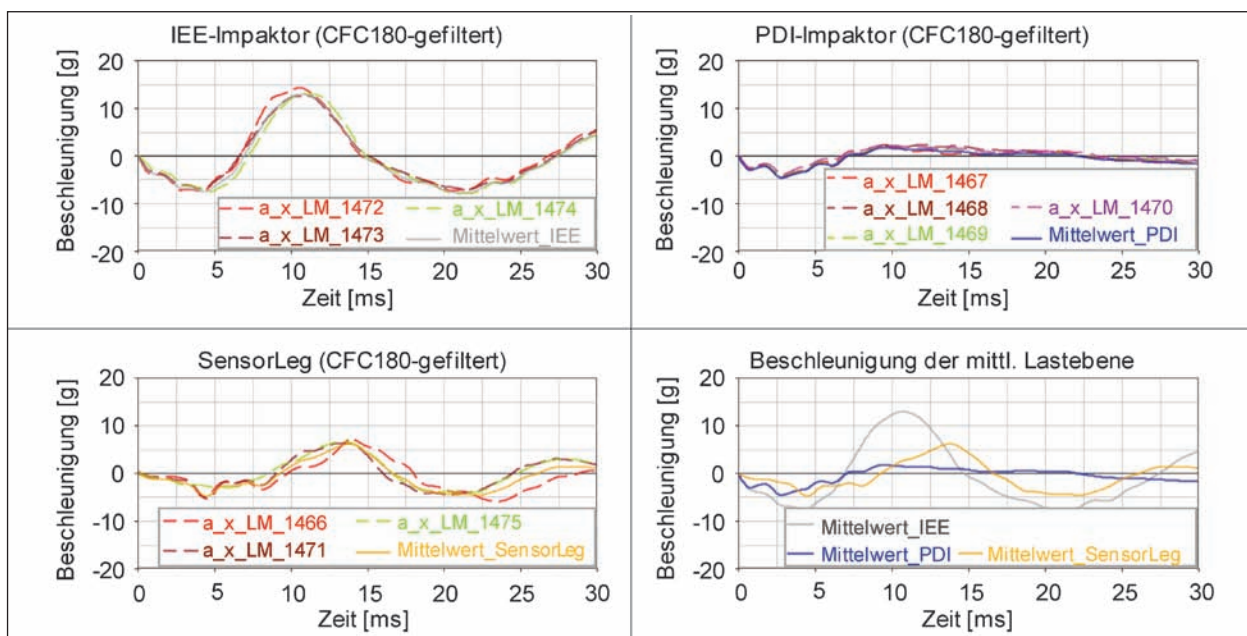 IEE-Impaktor (CFC180-gefiltert)
Beschleunigung [g]
20
10
0
-10
-20
a_x_LM_1472
a_x_LM_1474
a_x_LM_1473
Mittelwert_IEE
0 5 10 15 20 25 30
Zeit [ms]
PDI-Impaktor (CFC180-gefiltert)
Beschleunigung [g]
20
10
0
-10
-20
a_x_LM_1467
a_x_LM_1468
a_x_LM_1470
a_x_LM_1469
Mittelwert_PDI
0 5 10 15 20 25 30
Zeit [ms]
SensorLeg (CFC180-gefiltert)
Beschleunigung [g]
20
10
0
-10
-20
a_x_LM_1466
a_x_LM_1475
a_x_LM_1471
Mittelwert_SensorLeg
0 5 10 15 20 25 30
Zeit [ms]
Beschleunigung der mittl. Lastebene
Beschleunigung [g]
20
10
0
-10
-20
Mittelwert_IEE
Mittelwert_PDI
Mittelwert_SensorLeg
0 5 10 15 20 25 30
Zeit [ms]